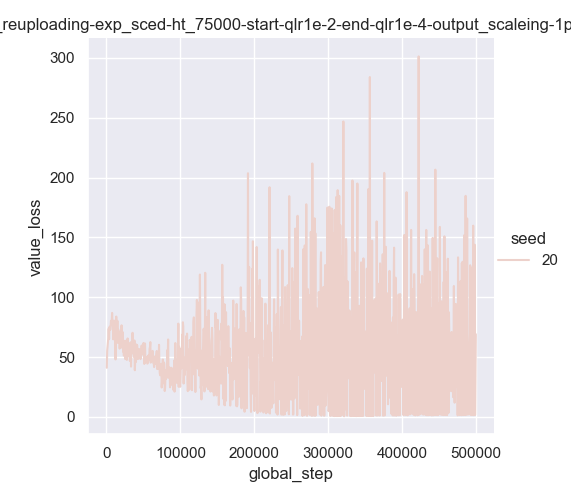 _reuploading-exp_sced-ht_75000-start-qlr1e-2-end-qlr1e-4-output_scaleing-1p
300
250
200
150
100
50
0
value_loss
0 100000 200000 300000 400000 500000
global_step
seed
20